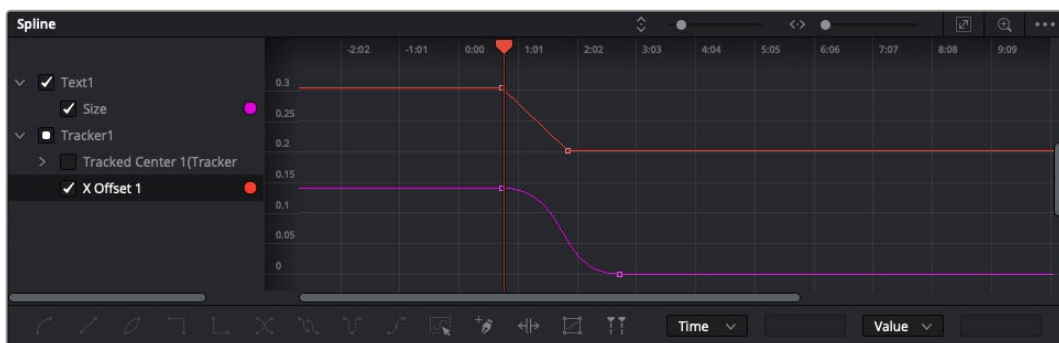 Spline
-2:02 -1:01 0:00 1:01 2:02 3:03 4:04 5:05 6:06 7:07 8:08 9:09
Text1
Size
Tracker1
Tracked Center 1(Tracker
X Offset 1
0.3
0.25
0.2
0.15
0.1
0.05
0
Time
Value